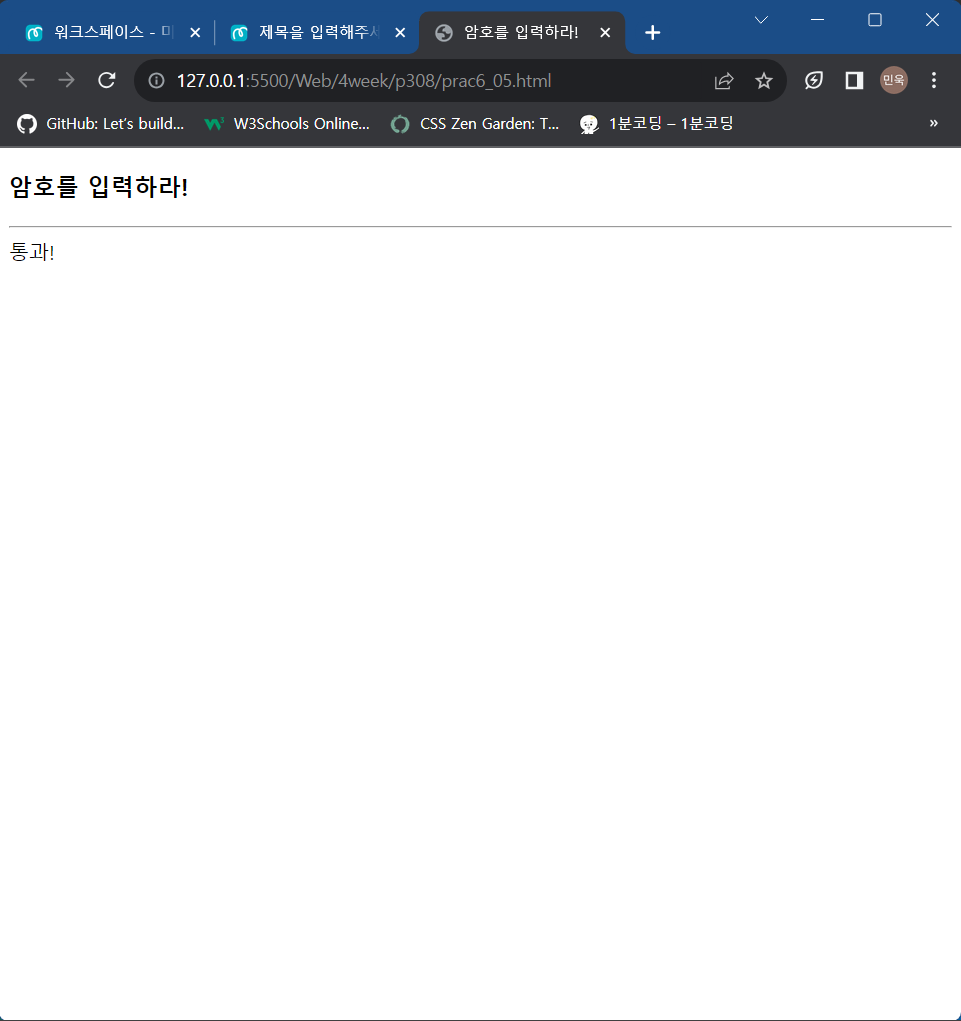 워크스페이스 - 미
제목을 입력해주세
암호를 입력하라!
127.0.0.1:5500/Web/4week/p308/prac6_05.html
민욱
GitHub: Let's build...
W3Schools Online...
CSS Zen Garden: T...
1분코딩 – 1분코딩
»
암호를 입력하라!
통과!